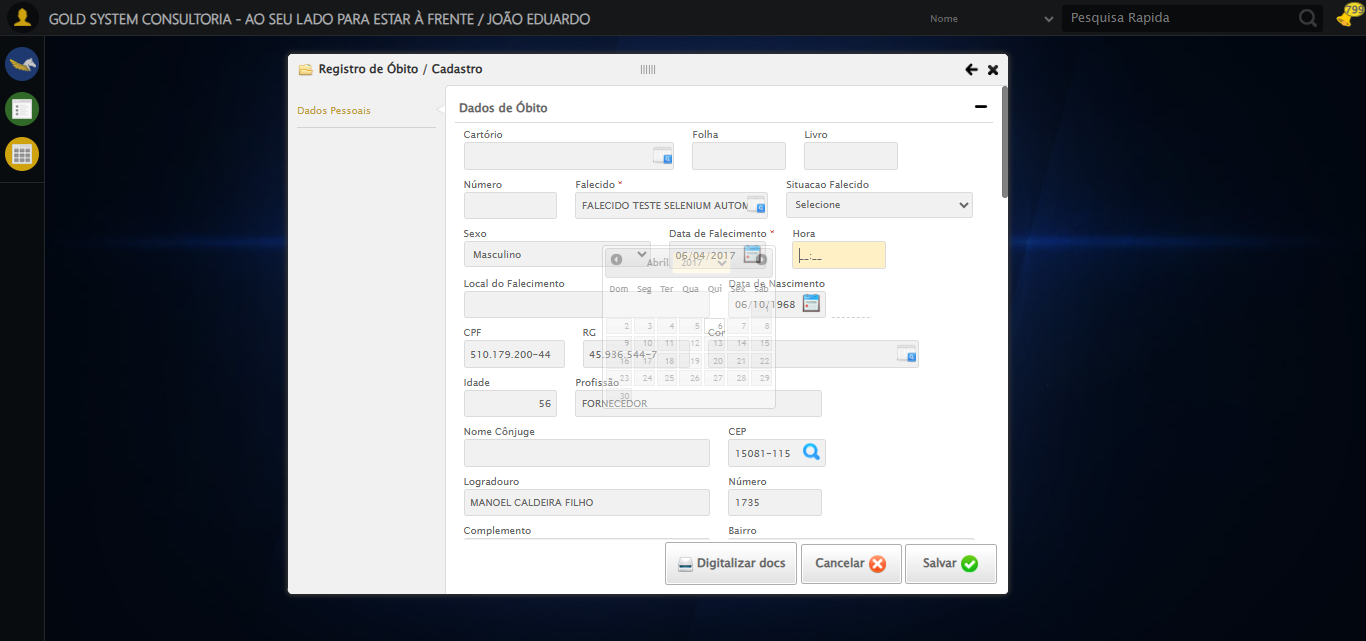 GOLD SYSTEM CONSULTORIA - AO SEU LADO PARA ESTAR À FRENTE / JOÃO EDUARDO
Nome
Pesquisa Rapida
799
Registro de Óbito / Cadastro
Dados Pessoais
Dados de Óbito
Cartório Folha Livro
Número Falecido * Situacao Falecido
FALECIDO TESTE SELENIUM AUTOM
Selecione
Sexo Data de Falecimento * Hora
Masculino 06/04/2017 __:__
Abril 2017
Dom Seg Ter Qua Qui Sex Sáb
1
2 3 4 5 6 7 8
9 10 11 12 13 14 15
16 17 18 19 20 21 22
23 24 25 26 27 28 29
30
Local do Falecimento Data de Nascimento
06/10/1968
CPF RG Cor
510.179.200-44 45.936.544-7
Idade Profissão
56 FORNECEDOR
Nome Cônjuge CEP
15081-115
Logradouro Número
MANOEL CALDEIRA FILHO 1735
Complemento Bairro
Digitalizar docs Cancelar Salvar